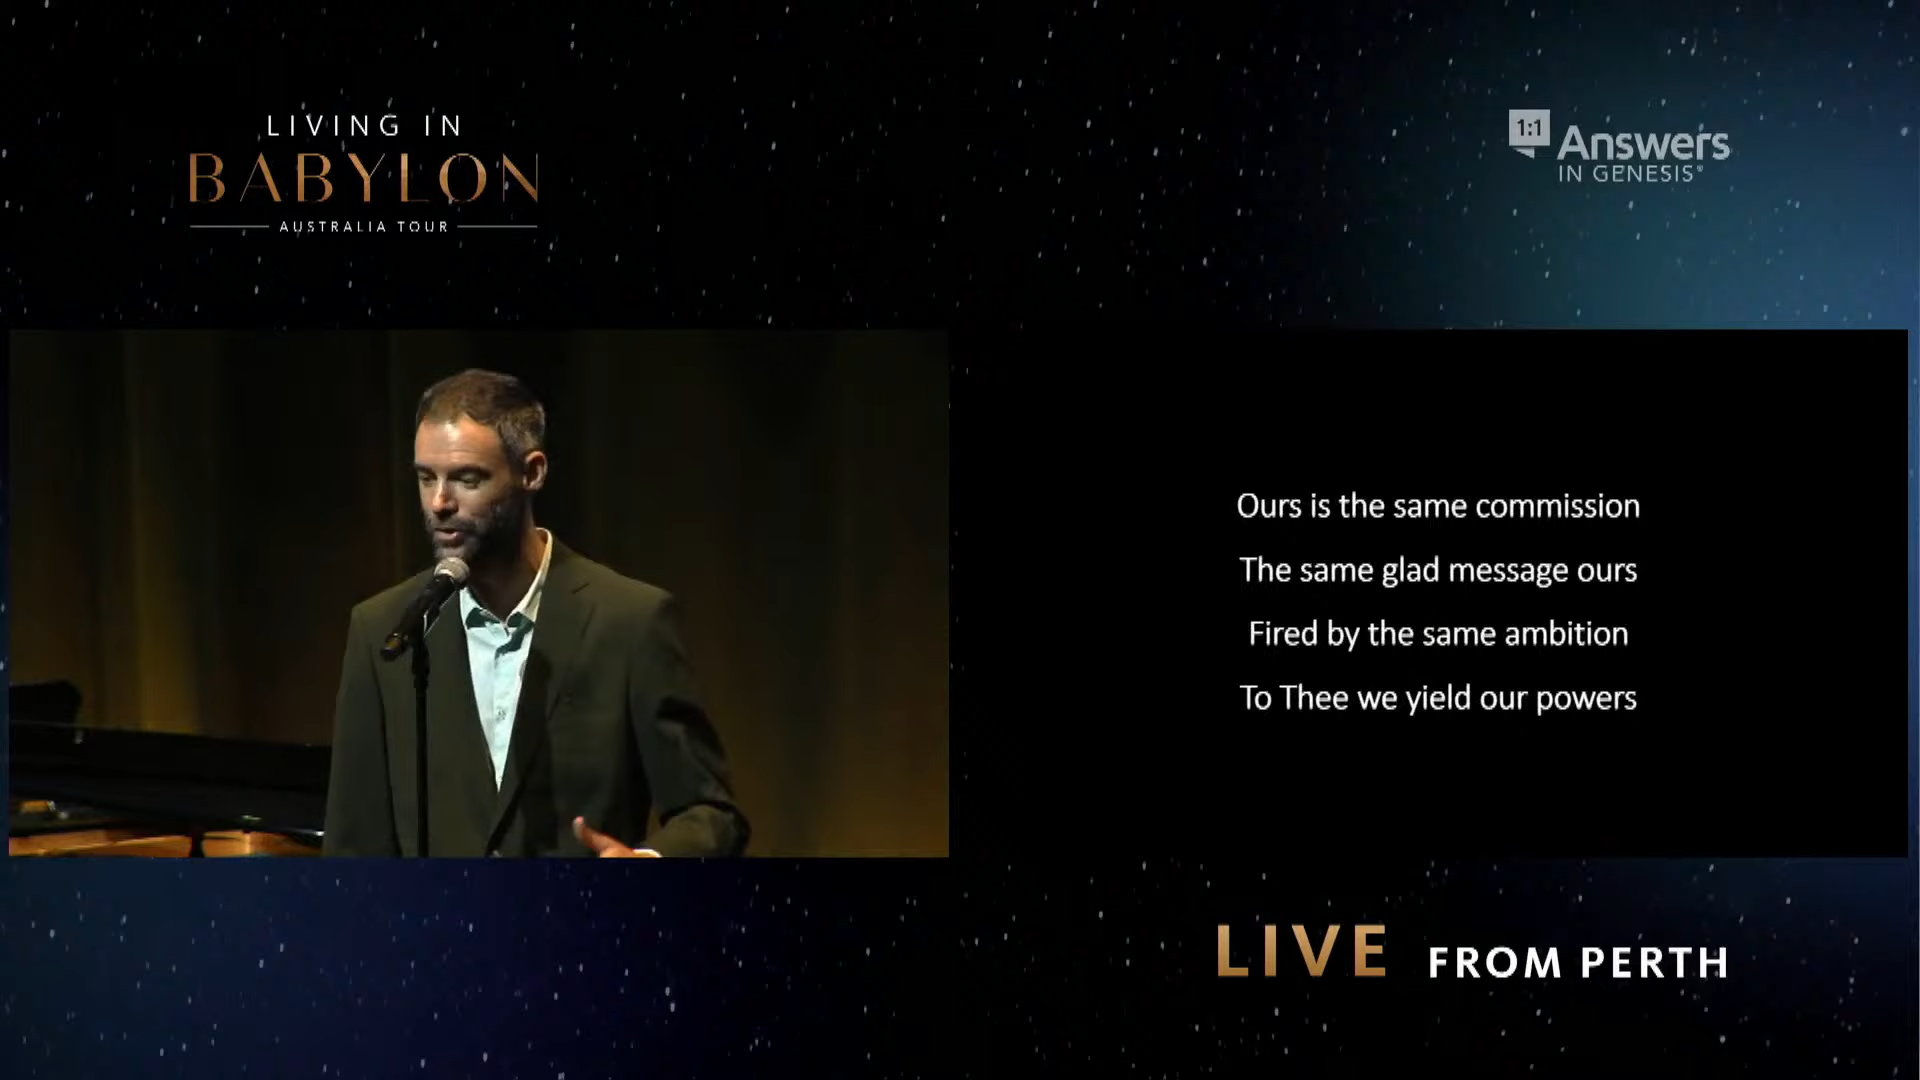 LIVING IN
BABYLON
AUSTRALIA TOUR
1:1
Answers
IN GENESIS®
Ours is the same commission
The same glad message ours
Fired by the same ambition
To Thee we yield our powers
LIVE FROM PERTH